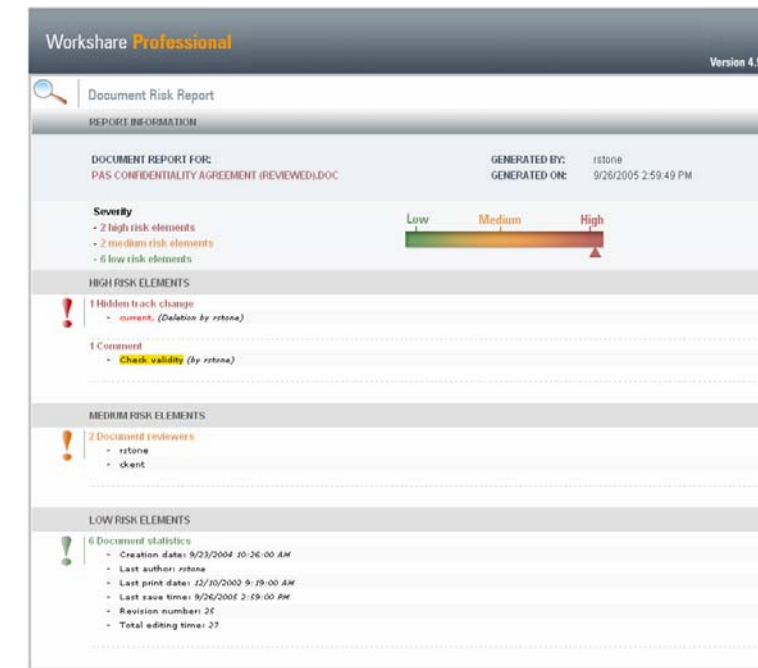 Workshare Professional
Version 4.5
Document Risk Report
REPORT INFORMATION
DOCUMENT REPORT FOR: GENERATED BY: rstone
PAS CONFIDENTIALITY AGREEMENT (REVIEWED).DOC GENERATED ON: 9/26/2005 2:59:49 PM
Severity
- 2 high risk elements
- 2 medium risk elements
- 6 low risk elements
Low Medium High
HIGH RISK ELEMENTS
1 Hidden track change
- current, (Deletion by rstone)
1 Comment
- Check validity (by rstone)
MEDIUM RISK ELEMENTS
2 Document reviewers
- rstone
- ckent
LOW RISK ELEMENTS
6 Document statistics
- Creation date: 9/23/2004 10:26:00 AM
- Last author: rstone
- Last print date: 12/10/2002 9:19:00 AM
- Last save time: 9/26/2005 2:59:00 PM
- Revision number: 25
- Total editing time: 27